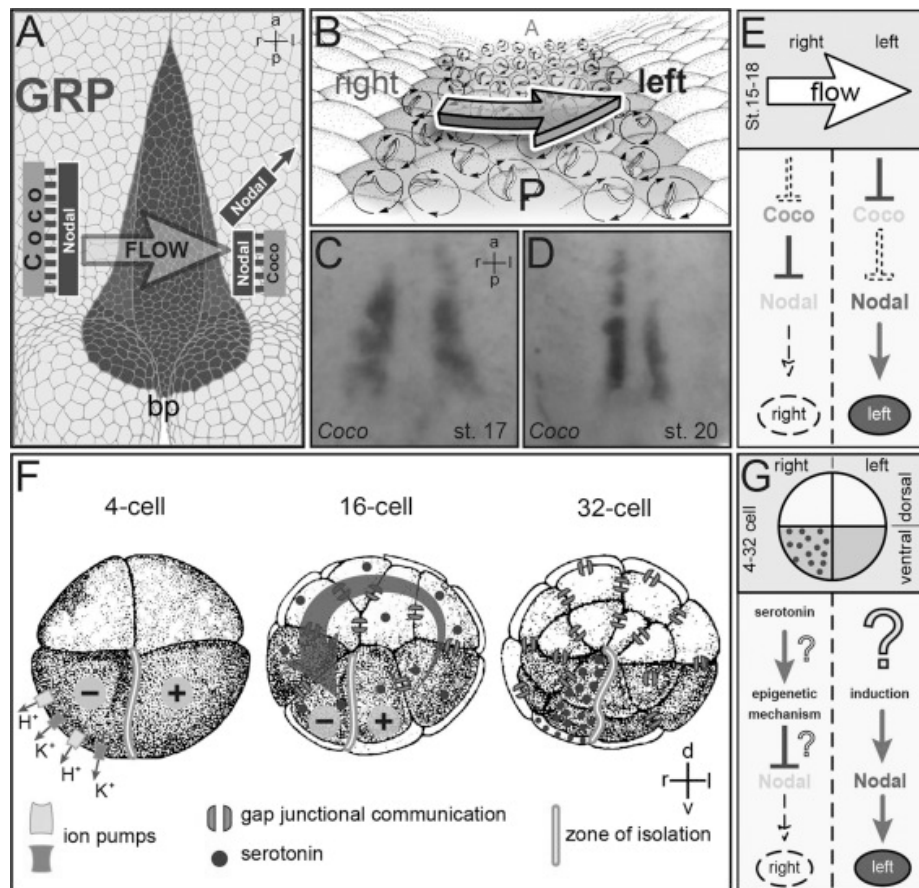 A
a
r l
p
GRP
Coco
Nodal
FLOW
Nodal
Nodal
Coco
bp
B
A
right
left
P
C
a
r l
p
Coco st. 17
D
Coco st. 20
E
right left
St. 15-18
flow
Coco Coco
Nodal Nodal
right left
F
4-cell 16-cell 32-cell
− +
− +
H⁺
K⁺
H⁺
K⁺
d
r l
v
ion pumps
gap junctional communication
serotonin
zone of isolation
G
right left
4-32 cell
ventral dorsal
serotonin
?
?
epigenetic
mechanism
induction
?
Nodal Nodal
right left